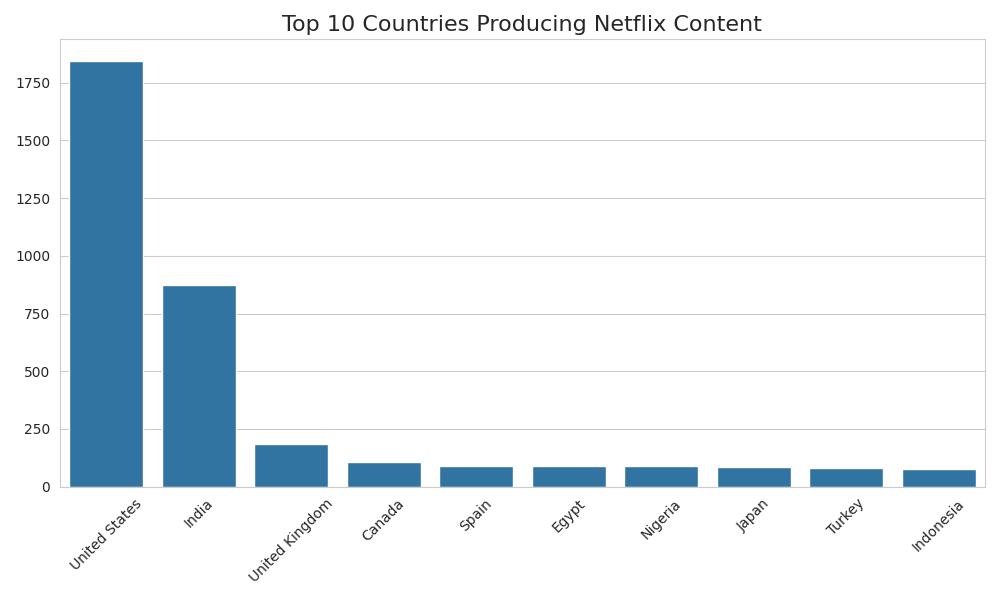 Top 10 Countries Producing Netflix Content
1750
1500
1250
1000
750
500
250
0
United States
India
United Kingdom
Canada
Spain
Egypt
Nigeria
Japan
Turkey
Indonesia